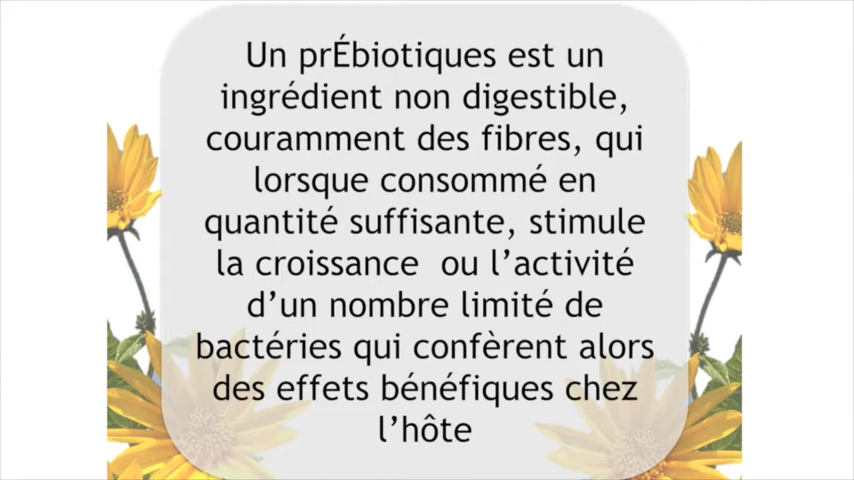 Un prÉbiotiques est un
ingrédient non digestible,
couramment des fibres, qui
lorsque consommé en
quantité suffisante, stimule
la croissance  ou l’activité
d’un nombre limité de
bactéries qui confèrent alors
des effets bénéfiques chez
l’hôte